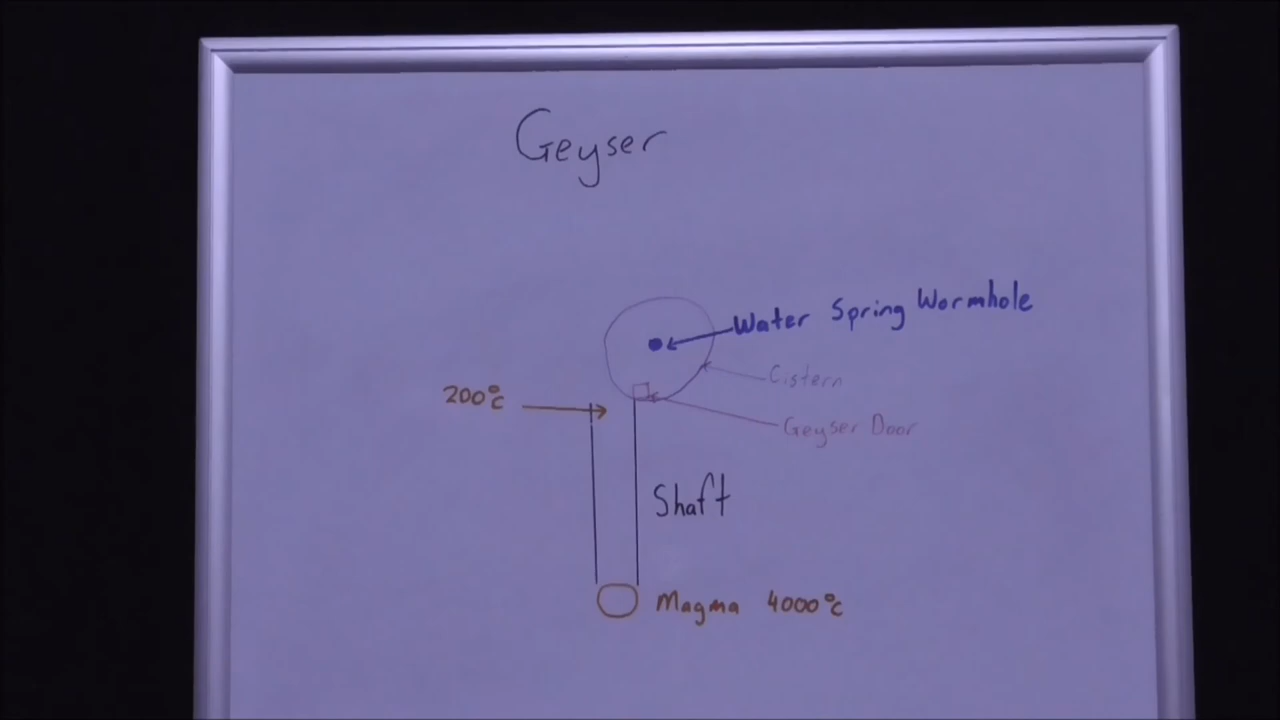 Geyser
Water Spring Wormhole
Cistern
200°c
Geyser Door
Shaft
Magma 4000°c